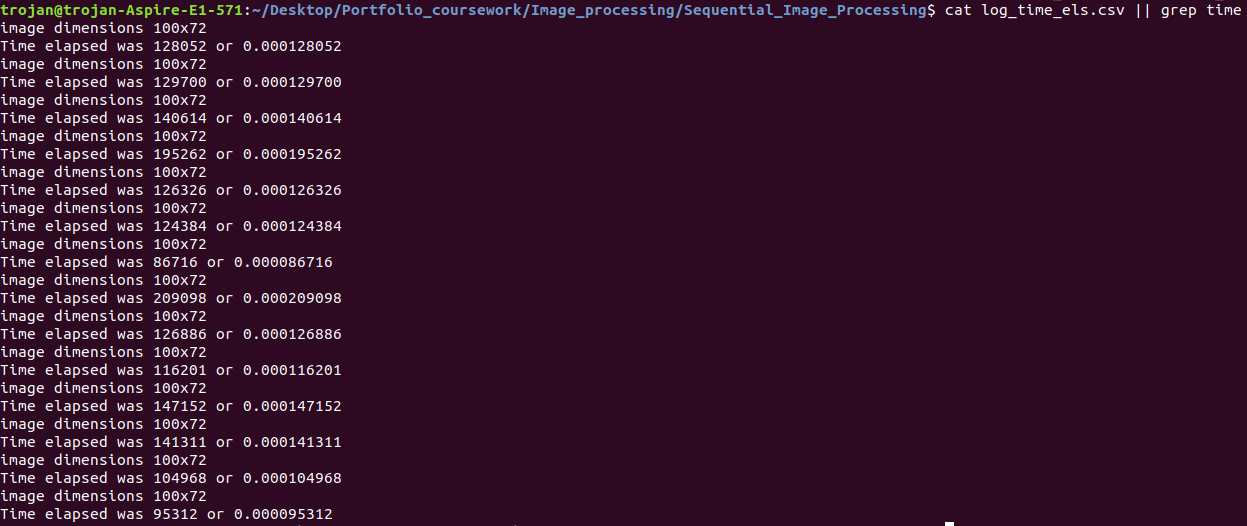 trojan@trojan-Aspire-E1-571:~/Desktop/Portfolio_coursework/Image_processing/Sequential_Image_Processing$ cat log_time_els.csv || grep time
image dimensions 100x72
Time elapsed was 128052 or 0.000128052
image dimensions 100x72
Time elapsed was 129700 or 0.000129700
image dimensions 100x72
Time elapsed was 140614 or 0.000140614
image dimensions 100x72
Time elapsed was 195262 or 0.000195262
image dimensions 100x72
Time elapsed was 126326 or 0.000126326
image dimensions 100x72
Time elapsed was 124384 or 0.000124384
image dimensions 100x72
Time elapsed was 86716 or 0.000086716
image dimensions 100x72
Time elapsed was 209098 or 0.000209098
image dimensions 100x72
Time elapsed was 126886 or 0.000126886
image dimensions 100x72
Time elapsed was 116201 or 0.000116201
image dimensions 100x72
Time elapsed was 147152 or 0.000147152
image dimensions 100x72
Time elapsed was 141311 or 0.000141311
image dimensions 100x72
Time elapsed was 104968 or 0.000104968
image dimensions 100x72
Time elapsed was 95312 or 0.000095312